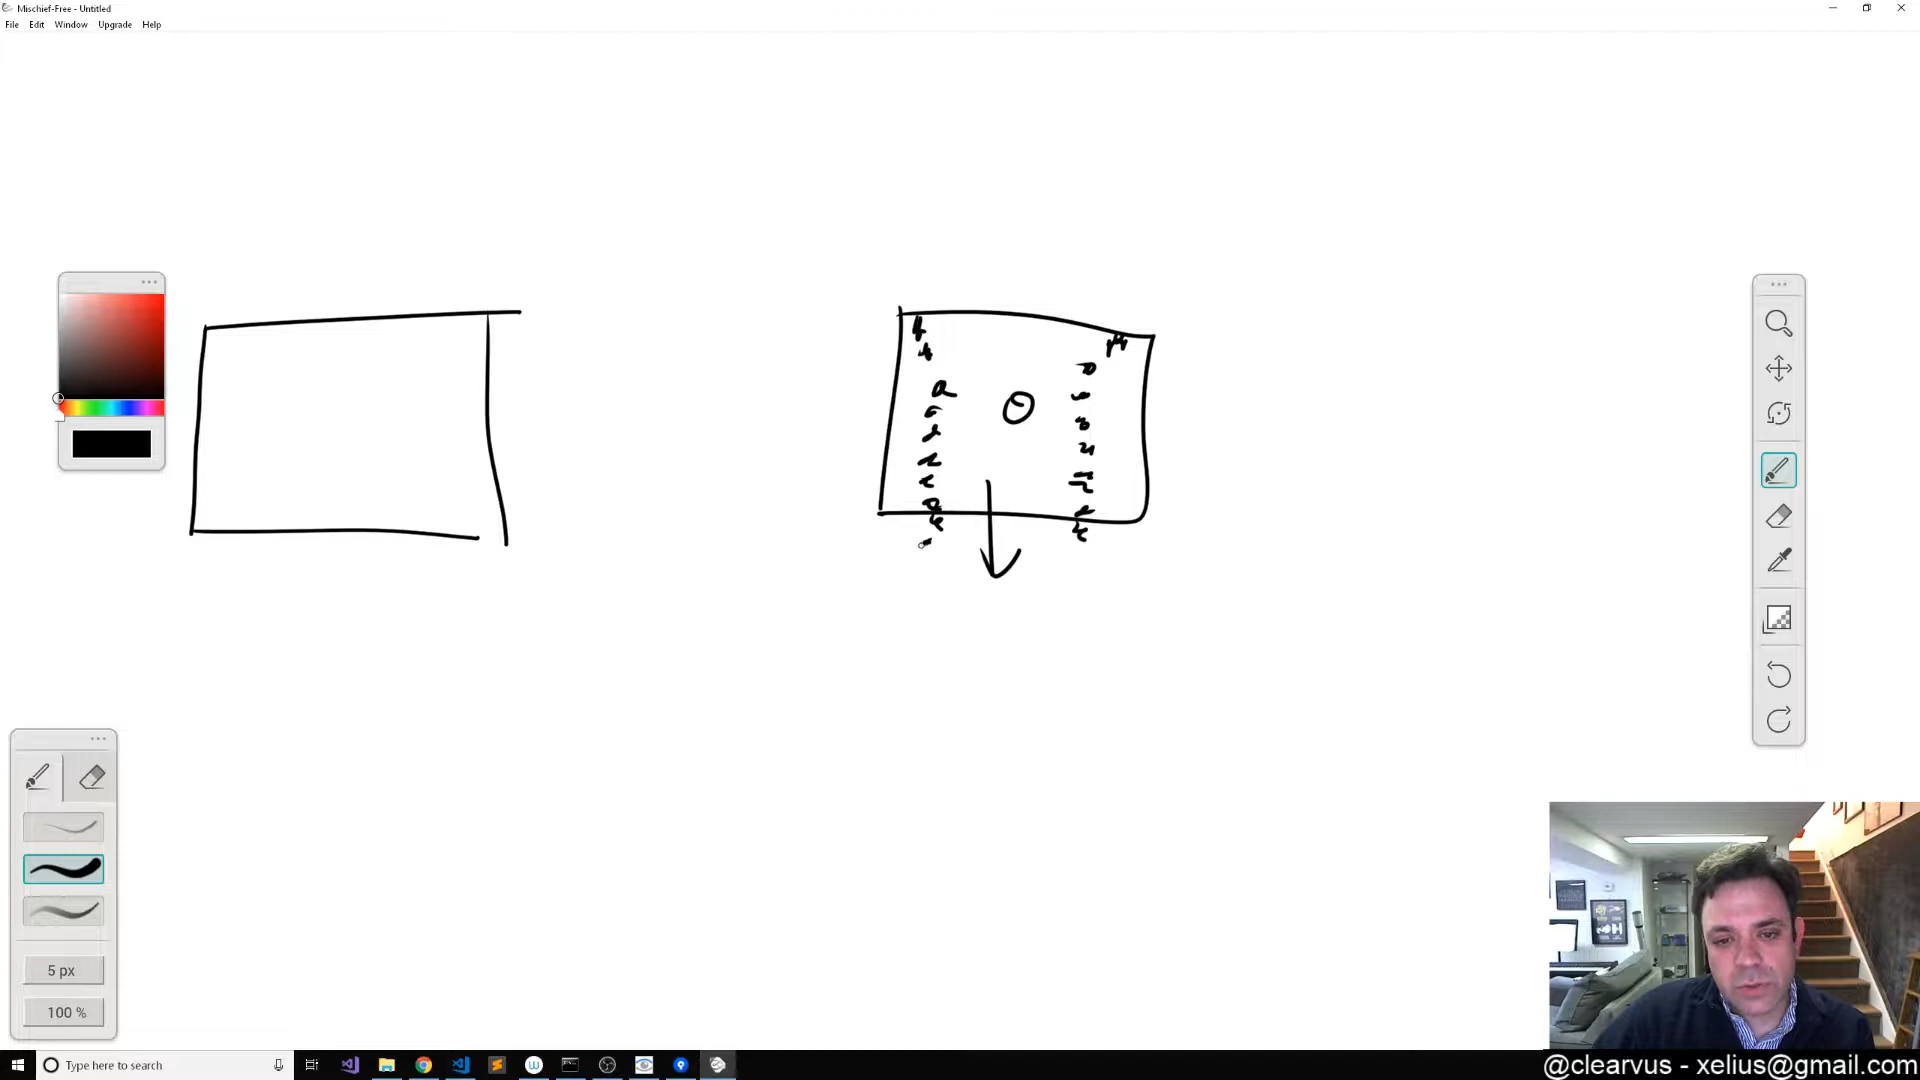 Mischief-Free - Untitled
File Edit Window Upgrade Help
5 px
100 %
Type here to search
@clearvus - xelius@gmail.com